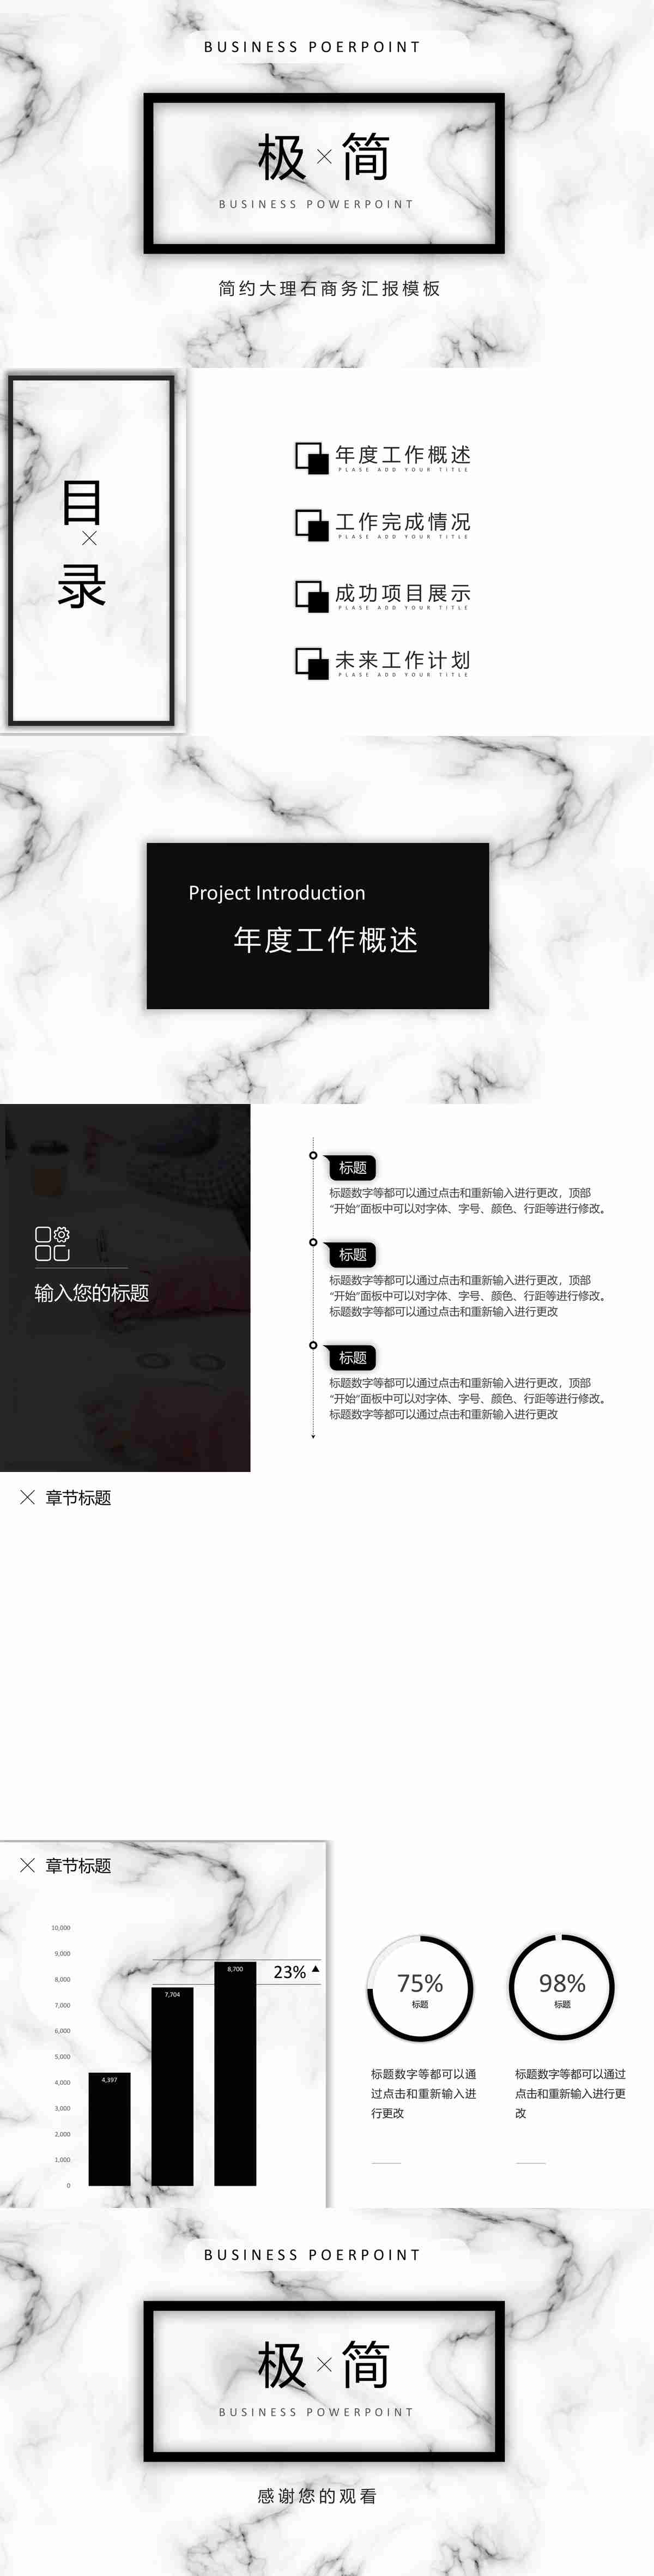 BUSINESS POERPOINT
极×简
BUSINESS POWERPOINT
简约大理石商务汇报模板
目
×
录
年度工作概述
PLASE ADD YOUR TITLE
工作完成情况
PLASE ADD YOUR TITLE
成功项目展示
PLASE ADD YOUR TITLE
未来工作计划
PLASE ADD YOUR TITLE
Project Introduction
年度工作概述
输入您的标题
标题
标题数字等都可以通过点击和重新输入进行更改，顶部
“开始”面板中可以对字体、字号、颜色、行距等进行修改。
标题
标题数字等都可以通过点击和重新输入进行更改，顶部
“开始”面板中可以对字体、字号、颜色、行距等进行修改。
标题数字等都可以通过点击和重新输入进行更改
标题
标题数字等都可以通过点击和重新输入进行更改，顶部
“开始”面板中可以对字体、字号、颜色、行距等进行修改。
标题数字等都可以通过点击和重新输入进行更改
章节标题
章节标题
10,000
9,000
8,000
7,000
6,000
5,000
4,000
3,000
2,000
1,000
0
4,397
7,704
8,700
23%
75%
标题
标题数字等都可以通
过点击和重新输入进
行更改
98%
标题
标题数字等都可以通过
点击和重新输入进行更
改
BUSINESS POERPOINT
极×简
BUSINESS POWERPOINT
感谢您的观看